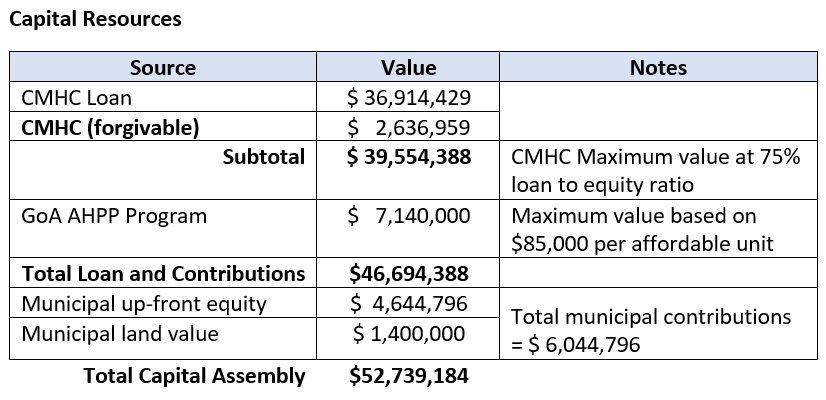 Capital Resources
Source Value Notes
CMHC Loan $ 36,914,429
CMHC (forgivable) $ 2,636,959
Subtotal $ 39,554,388 CMHC Maximum value at 75%
loan to equity ratio
GoA AHPP Program $ 7,140,000 Maximum value based on
$85,000 per affordable unit
Total Loan and Contributions $46,694,388
Municipal up-front equity $ 4,644,796
Municipal land value $ 1,400,000
Total municipal contributions
= $ 6,044,796
Total Capital Assembly $52,739,184